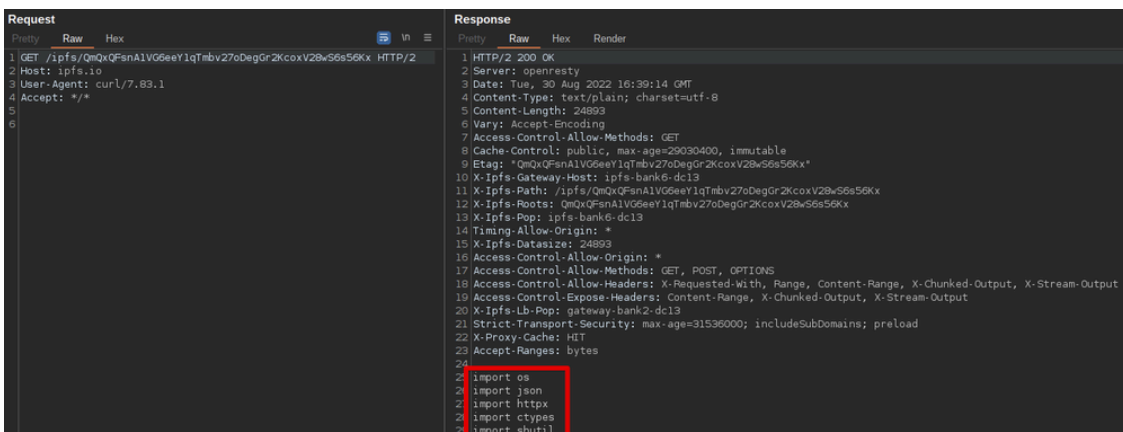 Request
Pretty Raw Hex \n
1 GET /ipfs/QmQxQFsnA1VG6eeY1qTmbv27oDegGr2KcoxV28wS6s56Kx HTTP/2
2 Host: ipfs.io
3 User-Agent: curl/7.83.1
4 Accept: */*
5
6
Response
Pretty Raw Hex Render
1 HTTP/2 200 OK
2 Server: openresty
3 Date: Tue, 30 Aug 2022 16:39:14 GMT
4 Content-Type: text/plain; charset=utf-8
5 Content-Length: 24893
6 Vary: Accept-Encoding
7 Access-Control-Allow-Methods: GET
8 Cache-Control: public, max-age=29030400, immutable
9 Etag: "QmQxQFsnA1VG6eeY1qTmbv27oDegGr2KcoxV28wS6s56Kx"
10 X-Ipfs-Gateway-Host: ipfs-bank6-dc13
11 X-Ipfs-Path: /ipfs/QmQxQFsnA1VG6eeY1qTmbv27oDegGr2KcoxV28wS6s56Kx
12 X-Ipfs-Roots: QmQxQFsnA1VG6eeY1qTmbv27oDegGr2KcoxV28wS6s56Kx
13 X-Ipfs-Pop: ipfs-bank6-dc13
14 Timing-Allow-Origin: *
15 X-Ipfs-Datasize: 24893
16 Access-Control-Allow-Origin: *
17 Access-Control-Allow-Methods: GET, POST, OPTIONS
18 Access-Control-Allow-Headers: X-Requested-With, Range, Content-Range, X-Chunked-Output, X-Stream-Output
19 Access-Control-Expose-Headers: Content-Range, X-Chunked-Output, X-Stream-Output
20 X-Ipfs-Lb-Pop: gateway-bank2-dc13
21 Strict-Transport-Security: max-age=31536000; includeSubDomains; preload
22 X-Proxy-Cache: HIT
23 Accept-Ranges: bytes
24
25 import os
26 import json
27 import httpx
28 import ctypes
29 import shutil